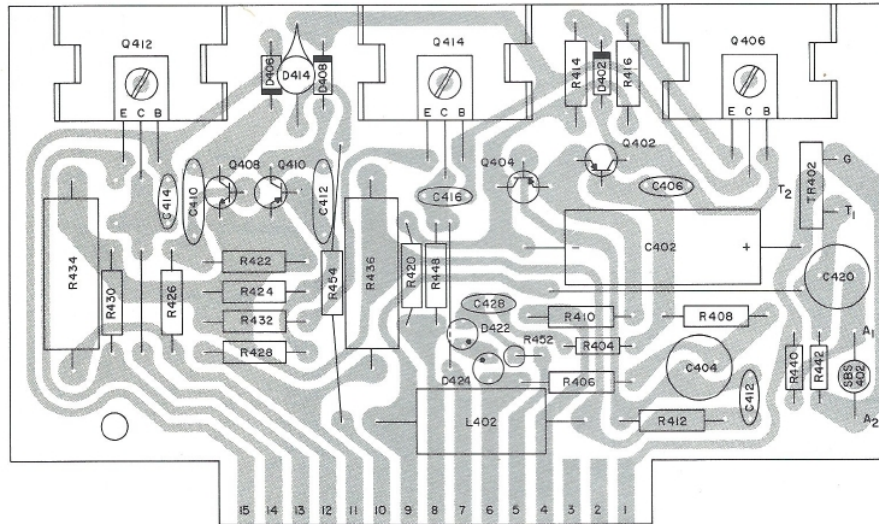 Q412
Q414
Q406
D406
D414
D408
R414
D402
R416
E C B
E C B
E C B
Q408
Q410
Q404
Q402
TR402
G
T2
T1
C414
C410
C412
C416
C406
C402
- +
R434
R430
R426
R422
R424
R432
R428
R454
R436
R420
R448
C428
D422
R452
D424
R410
R404
R406
R408
C404
C420
R440
R442
A1
SBS
402
A2
L402
R412
C412
15 14 13 12 11 10 9 8 7 6 5 4 3 2 1